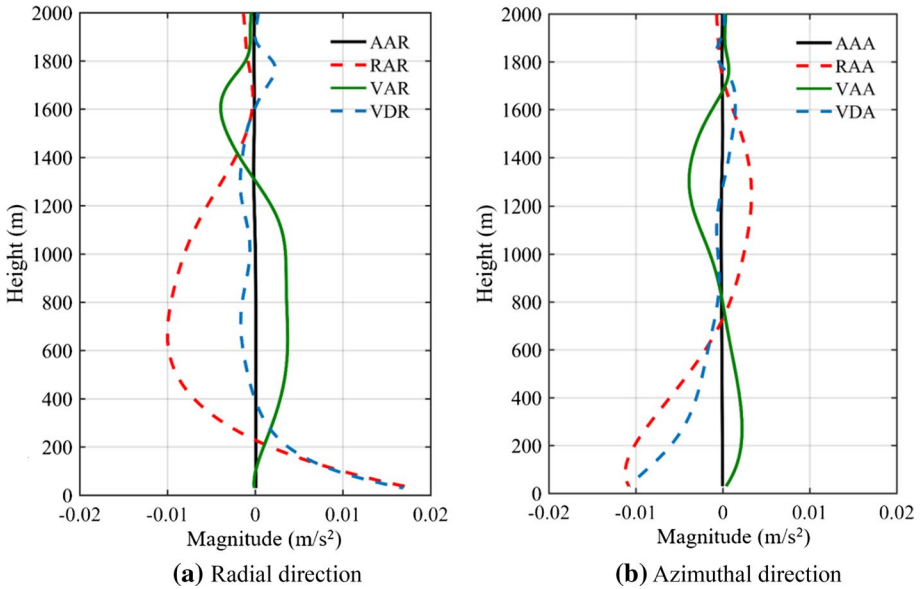 2000
1800
1600
1400
1200
1000
800
600
400
200
0
Height (m)
AAR
RAR
VAR
VDR
-0.02 -0.01 0 0.01 0.02
Magnitude (m/s²)
(a) Radial direction
2000
1800
1600
1400
1200
1000
800
600
400
200
0
Height (m)
AAA
RAA
VAA
VDA
-0.02 -0.01 0 0.01 0.02
Magnitude (m/s²)
(b) Azimuthal direction